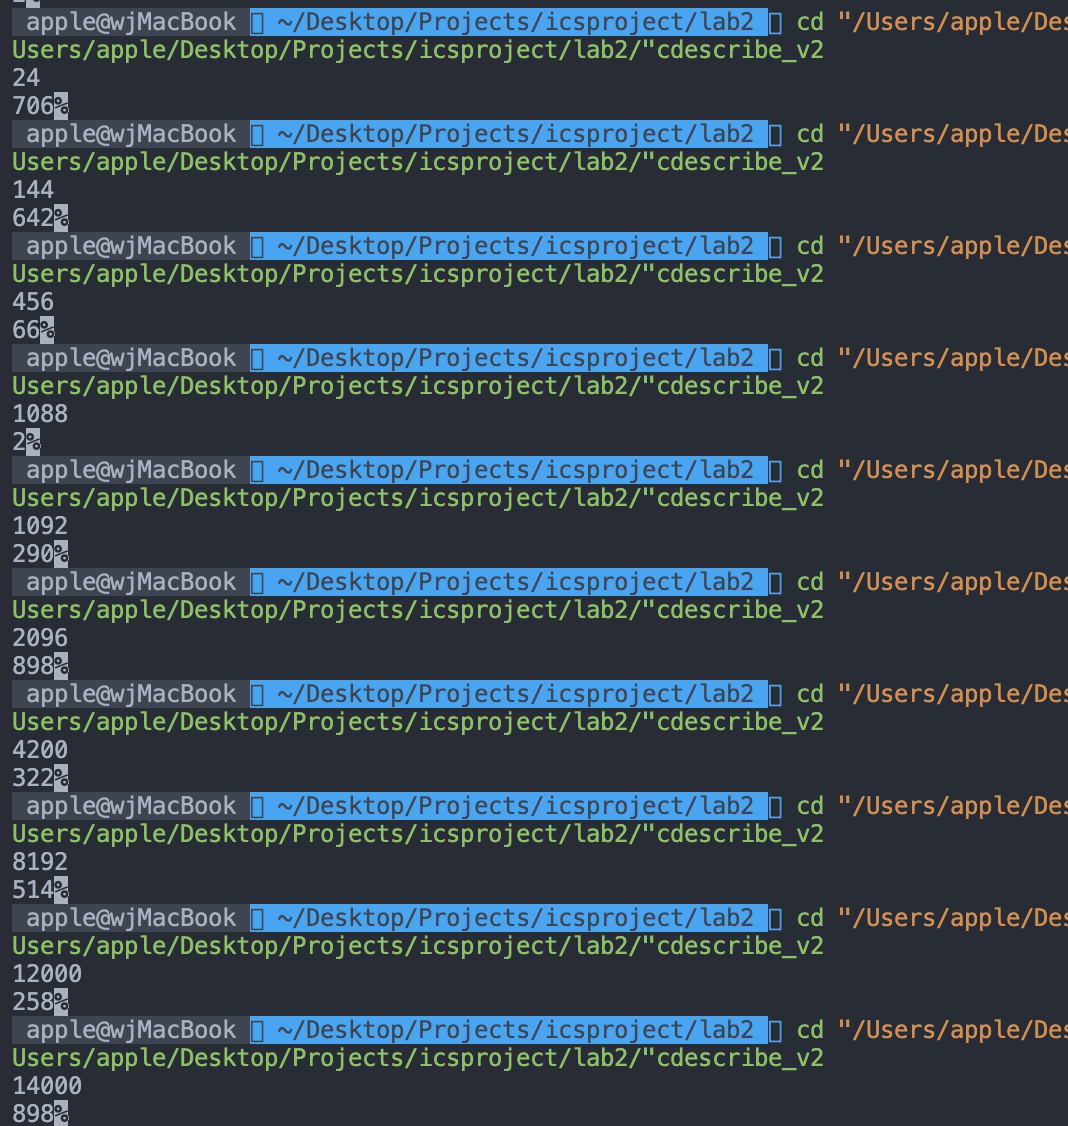 apple@wjMacBook ~/Desktop/Projects/icsproject/lab2 cd "/Users/apple/Des
Users/apple/Desktop/Projects/icsproject/lab2/"cdescribe_v2
24
706%
apple@wjMacBook ~/Desktop/Projects/icsproject/lab2 cd "/Users/apple/Des
Users/apple/Desktop/Projects/icsproject/lab2/"cdescribe_v2
144
642%
apple@wjMacBook ~/Desktop/Projects/icsproject/lab2 cd "/Users/apple/Des
Users/apple/Desktop/Projects/icsproject/lab2/"cdescribe_v2
456
66%
apple@wjMacBook ~/Desktop/Projects/icsproject/lab2 cd "/Users/apple/Des
Users/apple/Desktop/Projects/icsproject/lab2/"cdescribe_v2
1088
2%
apple@wjMacBook ~/Desktop/Projects/icsproject/lab2 cd "/Users/apple/Des
Users/apple/Desktop/Projects/icsproject/lab2/"cdescribe_v2
1092
290%
apple@wjMacBook ~/Desktop/Projects/icsproject/lab2 cd "/Users/apple/Des
Users/apple/Desktop/Projects/icsproject/lab2/"cdescribe_v2
2096
898%
apple@wjMacBook ~/Desktop/Projects/icsproject/lab2 cd "/Users/apple/Des
Users/apple/Desktop/Projects/icsproject/lab2/"cdescribe_v2
4200
322%
apple@wjMacBook ~/Desktop/Projects/icsproject/lab2 cd "/Users/apple/Des
Users/apple/Desktop/Projects/icsproject/lab2/"cdescribe_v2
8192
514%
apple@wjMacBook ~/Desktop/Projects/icsproject/lab2 cd "/Users/apple/Des
Users/apple/Desktop/Projects/icsproject/lab2/"cdescribe_v2
12000
258%
apple@wjMacBook ~/Desktop/Projects/icsproject/lab2 cd "/Users/apple/Des
Users/apple/Desktop/Projects/icsproject/lab2/"cdescribe_v2
14000
898%